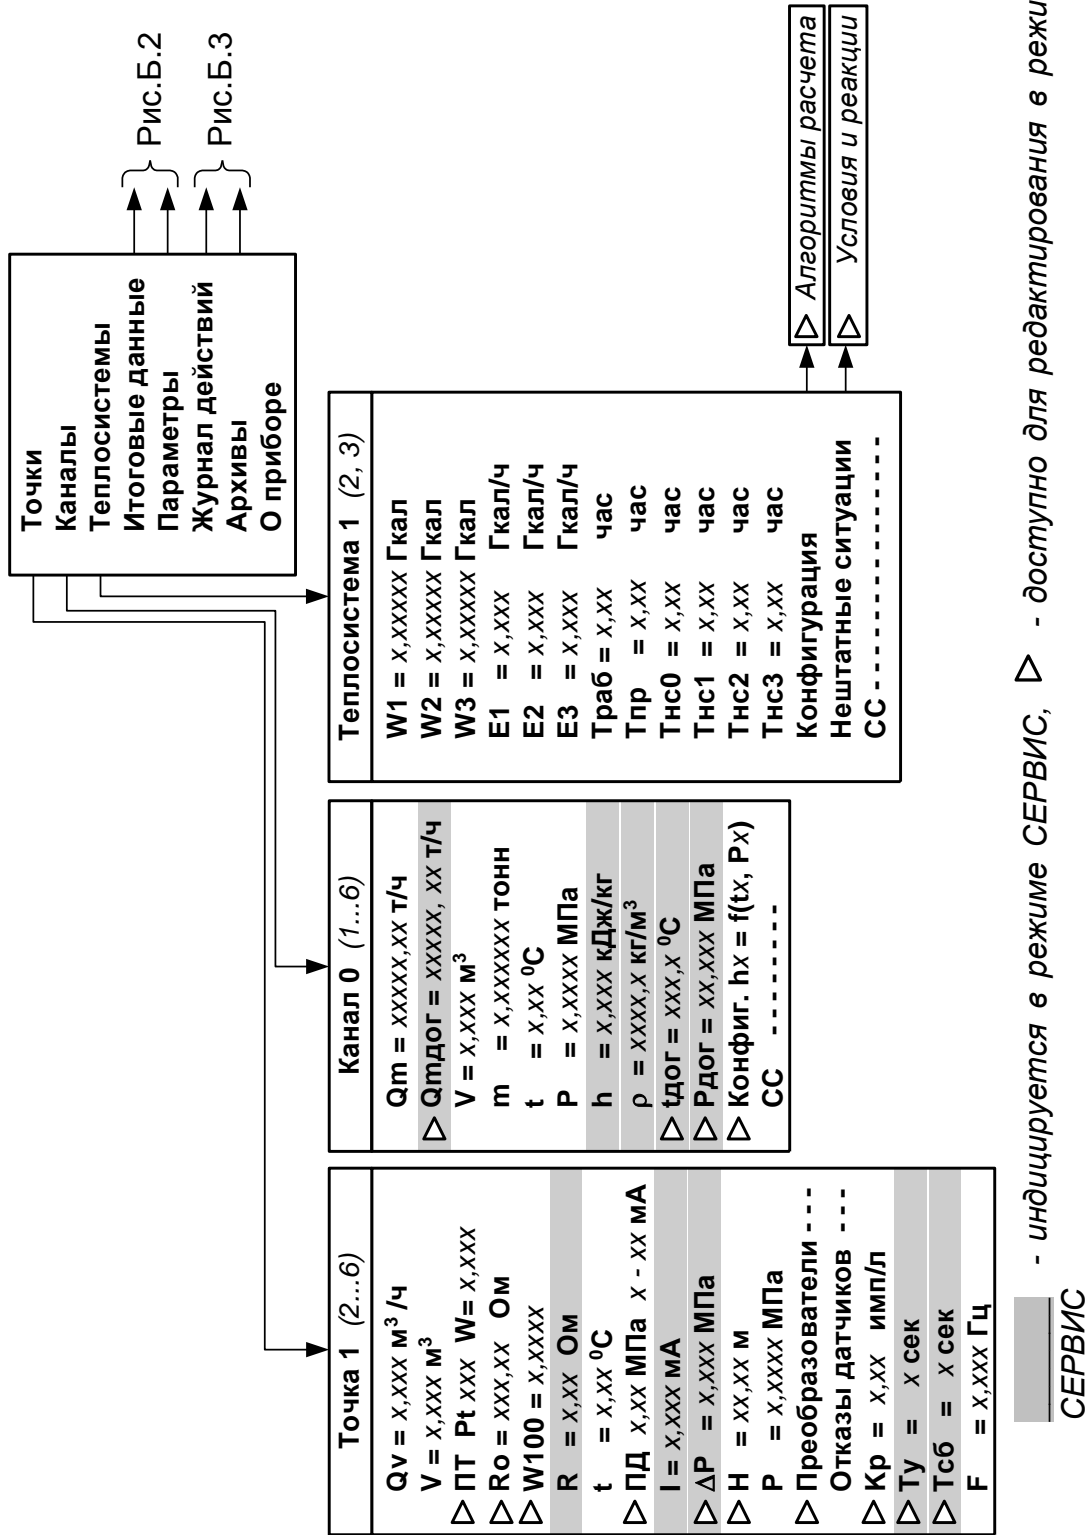 Точки
Каналы
Теплосистемы
Итоговые данные
Параметры
Журнал действий
Архивы
О приборе
Рис.Б.2
Рис.Б.3
Точка 1 (2...6)
Qv = x,xxx м³/ч
V = x,xxx м³
ПТ Pt xxx W= x,xxx
Ro = xxx,xx Ом
W100 = x,xxxx
R = x,xx Ом
t = x,xx ⁰C
ПД x,xx МПа x - xx мА
I = x,xxx мА
ΔP = x,xxx МПа
H = xx,xx м
P = x,xxxx МПа
Преобразователи - - -
Отказы датчиков - - -
Кр = x,xx имп/л
Ту = x сек
Тсб = x сек
F = x,xxx Гц
Канал 0 (1...6)
Qm = xxxxx,xx т/ч
Qmдог = xxxxx, xx т/ч
V = x,xxx м³
m = x,xxxxxx тонн
t = x,xx ⁰C
P = x,xxxx МПа
h = x,xxx кДж/кг
ρ = xxxx,x кг/м³
tдог = xxx,x ⁰C
Pдог = xx,xxx МПа
Конфиг. hx = f(tx, Px)
СС - - - - - - - -
Теплосистема 1 (2, 3)
W1 = x,xxxxx Гкал
W2 = x,xxxxx Гкал
W3 = x,xxxxx Гкал
E1 = x,xxx Гкал/ч
E2 = x,xxx Гкал/ч
E3 = x,xxx Гкал/ч
Траб = x,xx час
Тпр = x,xx час
Тнс0 = x,xx час
Тнс1 = x,xx час
Тнс2 = x,xx час
Тнс3 = x,xx час
Конфигурация
Нештатные ситуации
СС - - - - - - - - - - - - - - -
Алгоритмы расчета
Условия и реакции
- индицируется в режиме СЕРВИС, ▷ - доступно для редактирования в
СЕРВИС